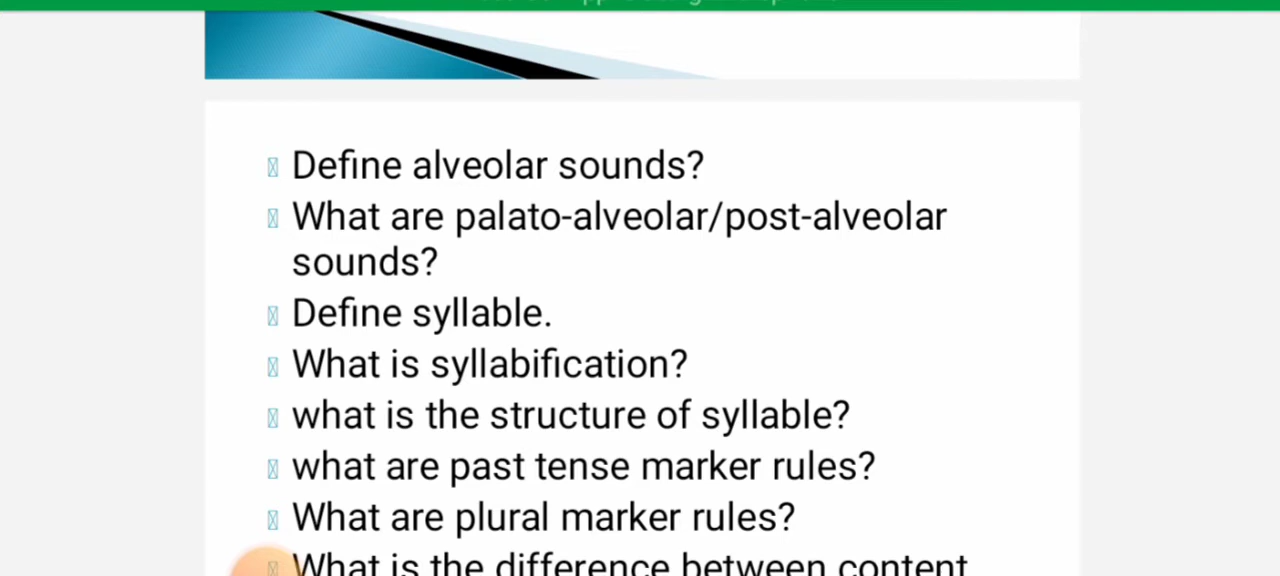 Define alveolar sounds?
What are palato-alveolar/post-alveolar
sounds?
Define syllable.
What is syllabification?
what is the structure of syllable?
what are past tense marker rules?
What are plural marker rules?
What is the difference between content